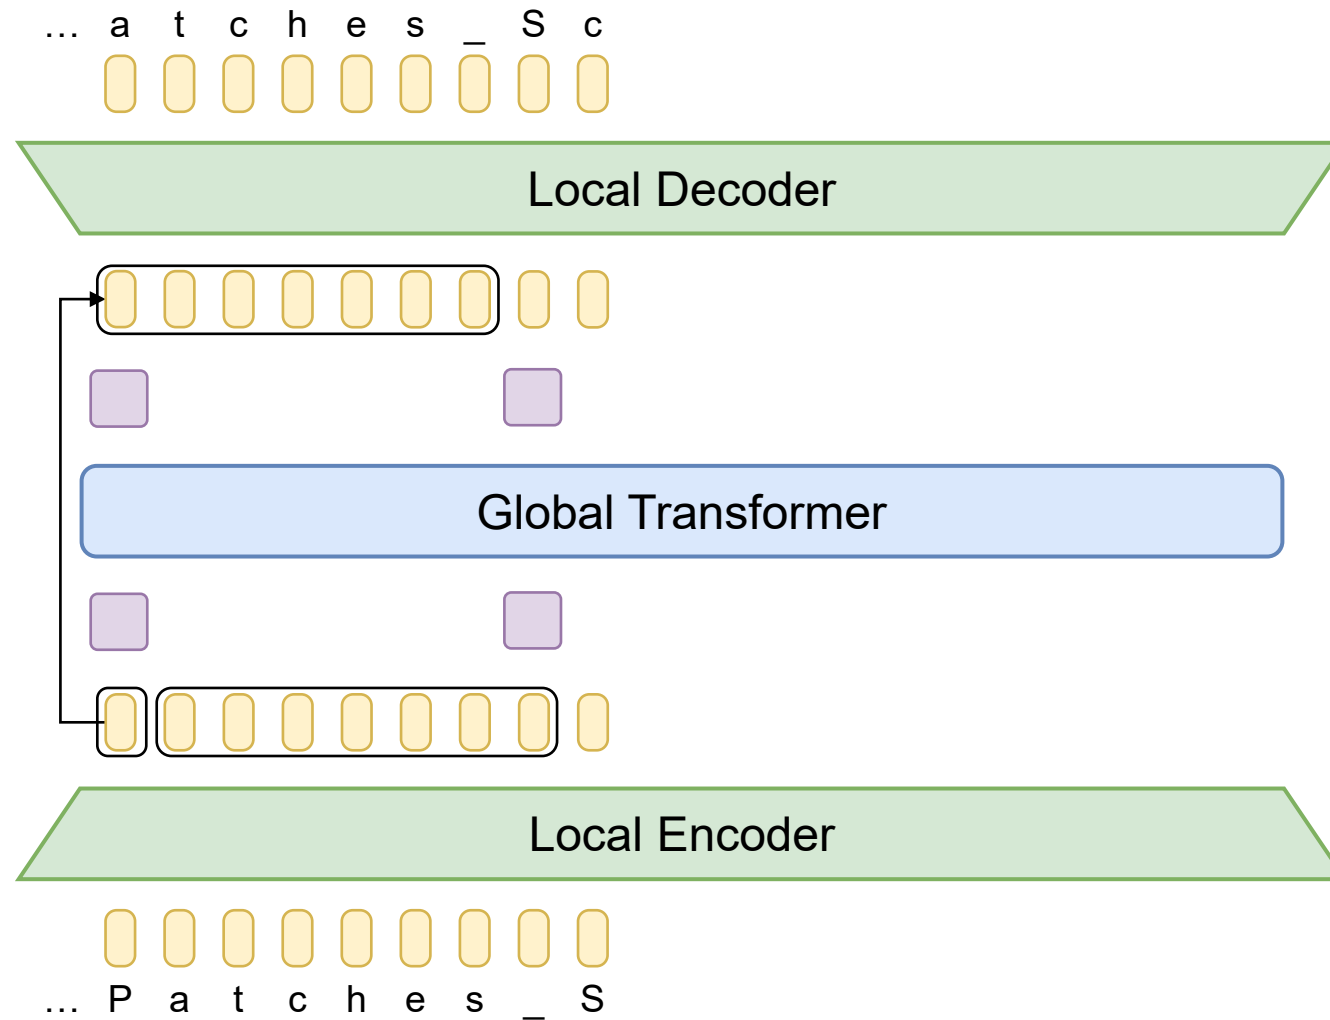 … a t c h e s _ S c
Local Decoder
Global Transformer
Local Encoder
… P a t c h e s _ S